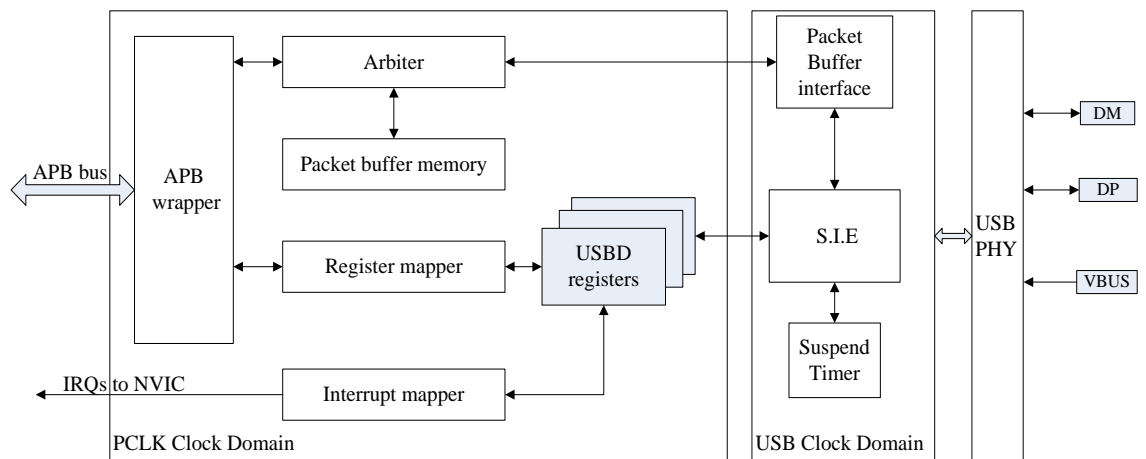 APB bus
APB
wrapper
Arbiter
Packet buffer memory
Register mapper
USBD
registers
Interrupt mapper
IRQs to NVIC
PCLK Clock Domain
Packet
Buffer
interface
S.I.E
Suspend
Timer
USB Clock Domain
USB
PHY
DM
DP
VBUS